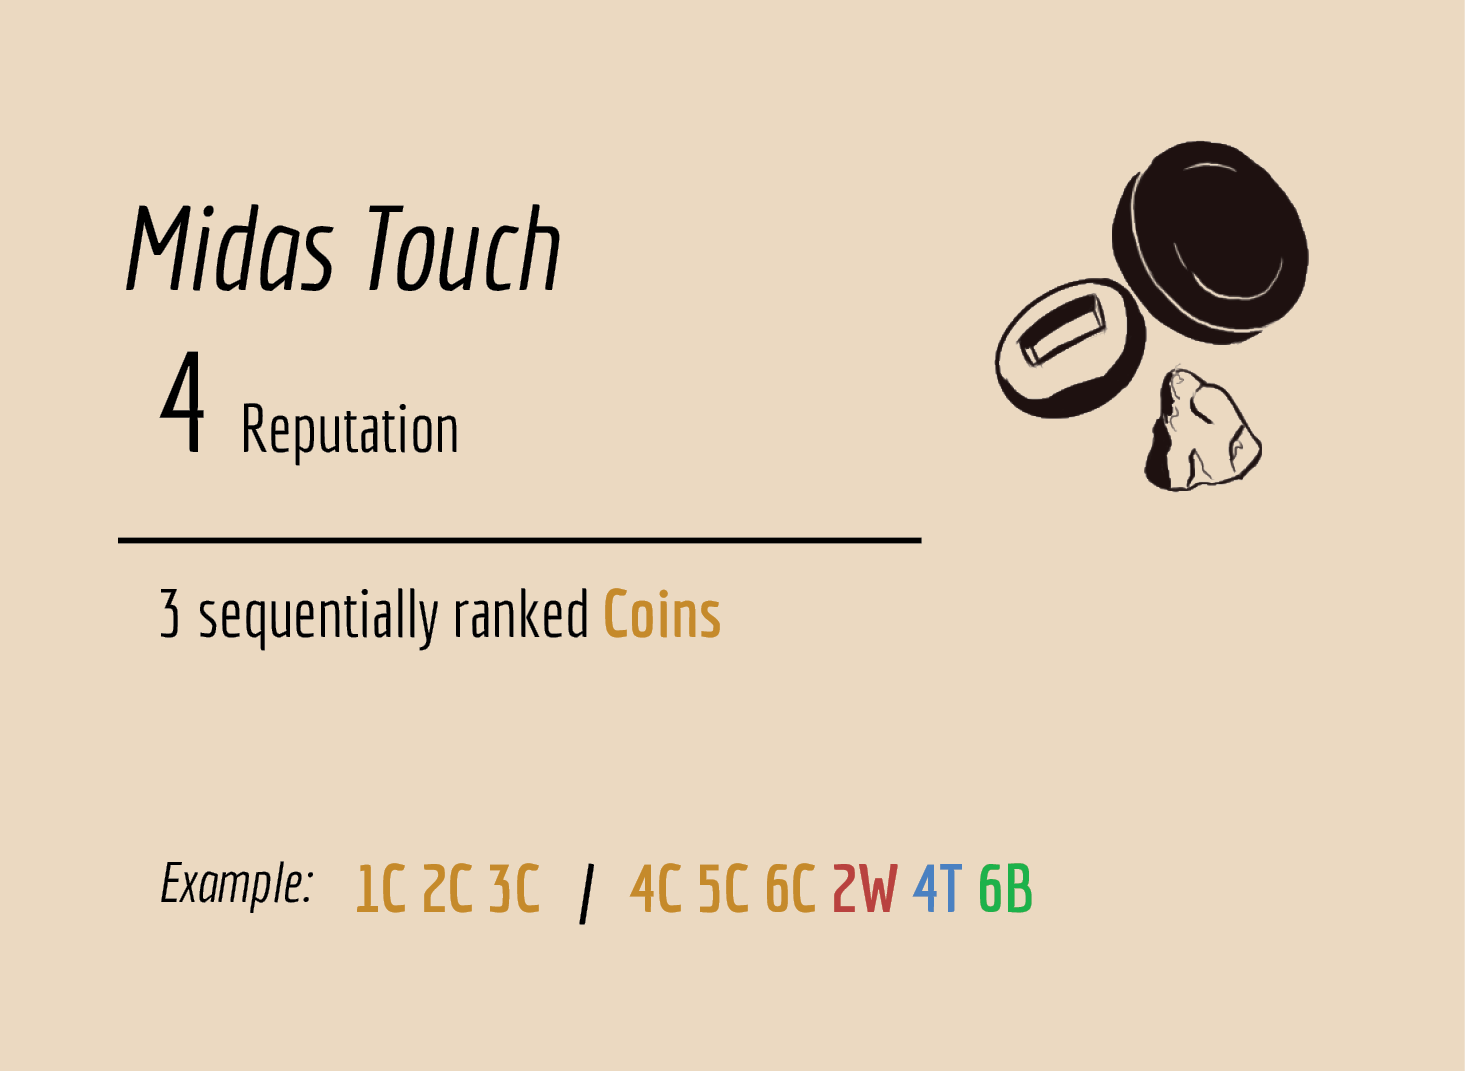 Midas Touch
4 Reputation
3 sequentially ranked Coins
Example: 1C 2C 3C / 4C 5C 6C 2W 4T 6B